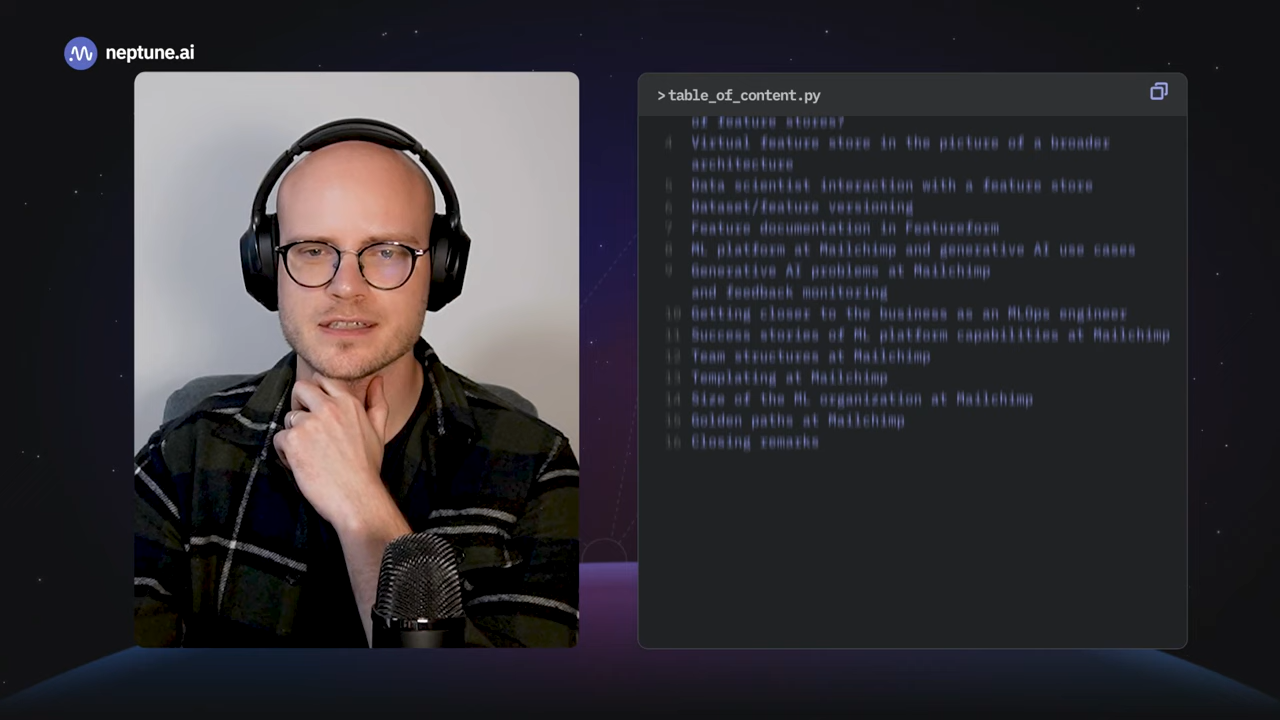 neptune.ai
>table_of_content.py
of feature stores?
4 Virtual feature store in the picture of a broader
architecture
5 Data scientist interaction with a feature store
6 Dataset/feature versioning
7 Feature documentation in Featureform
8 ML platform at Mailchimp and generative AI use cases
9 Generative AI problems at Mailchimp
and feedback monitoring
10 Getting closer to the business as an MLOps engineer
11 Success stories of ML platform capabilities at Mailchimp
12 Team structures at Mailchimp
13 Templating at Mailchimp
14 Size of the ML organization at Mailchimp
15 Golden paths at Mailchimp
16 Closing remarks